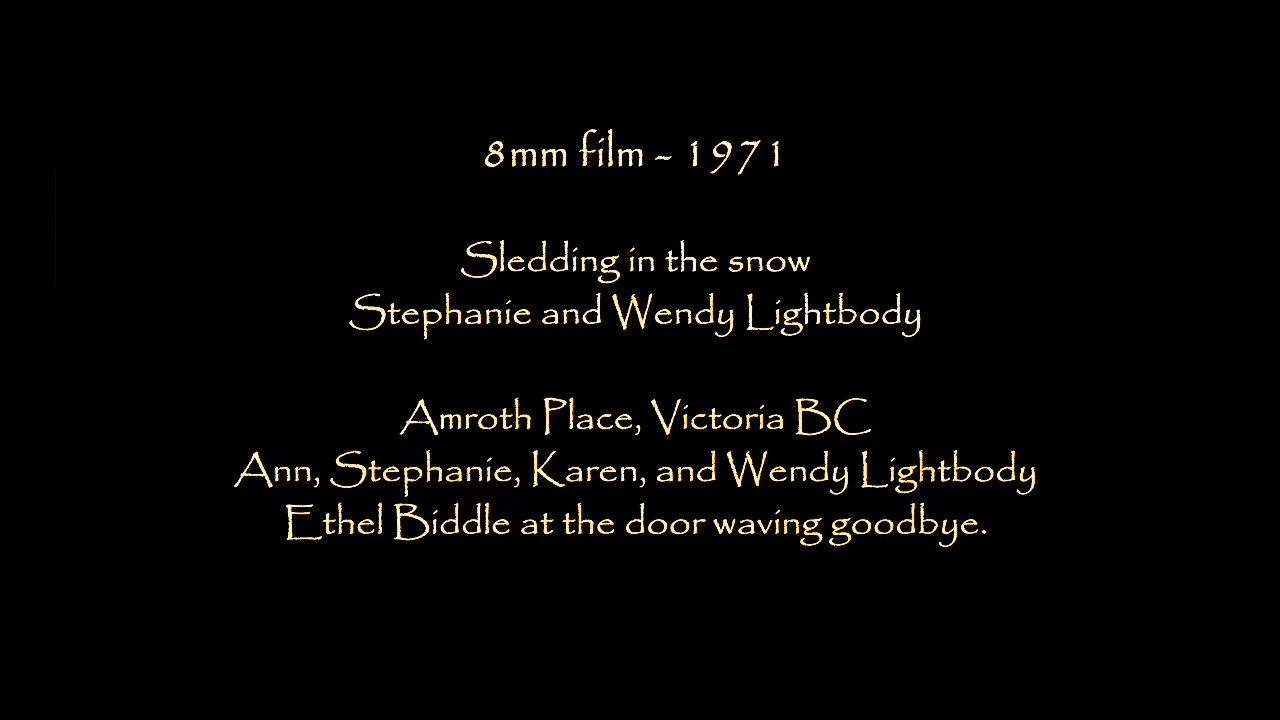 8mm film - 1971
Sledding in the snow
Stephanie and Wendy Lightbody
Amroth Place, Victoria BC
Ann, Stephanie, Karen, and Wendy Lightbody
Ethel Biddle at the door waving goodbye.